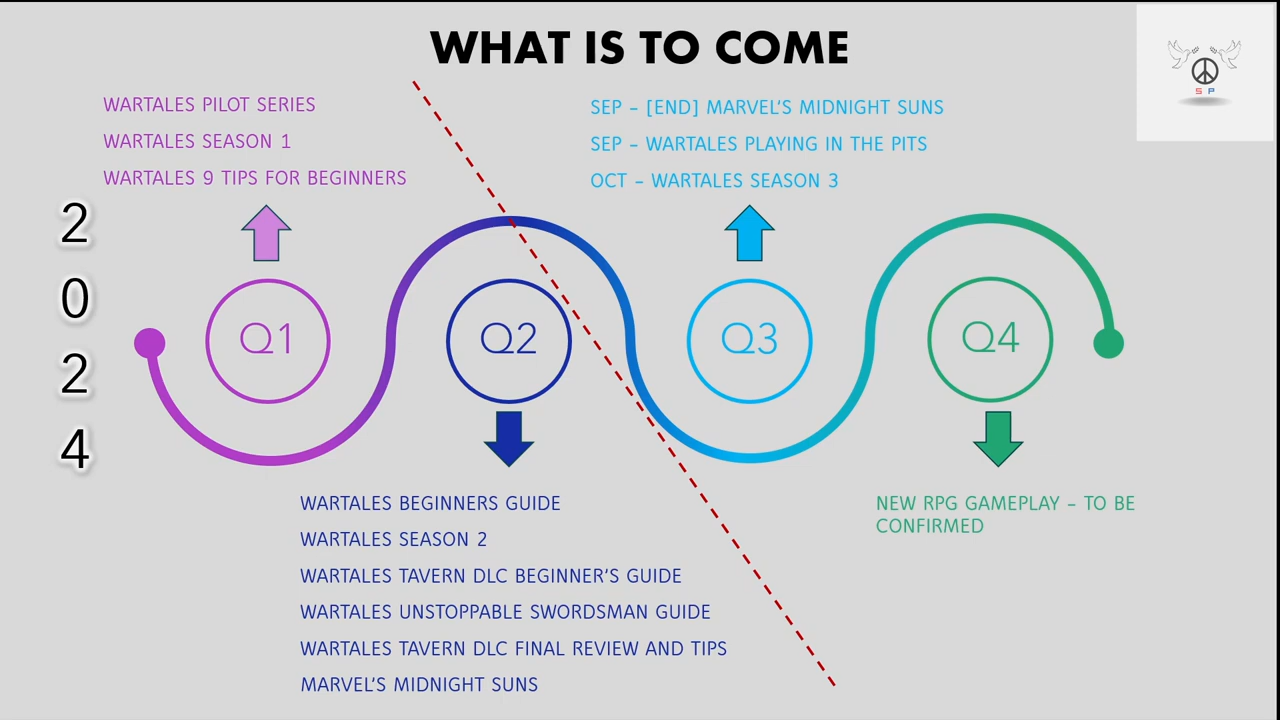 WHAT IS TO COME
S P
WARTALES PILOT SERIES
WARTALES SEASON 1
WARTALES 9 TIPS FOR BEGINNERS
SEP – [END] MARVEL'S MIDNIGHT SUNS
SEP – WARTALES PLAYING IN THE PITS
OCT – WARTALES SEASON 3
2
0
2
4
Q1
Q2
Q3
Q4
WARTALES BEGINNERS GUIDE
WARTALES SEASON 2
WARTALES TAVERN DLC BEGINNER'S GUIDE
WARTALES UNSTOPPABLE SWORDSMAN GUIDE
WARTALES TAVERN DLC FINAL REVIEW AND TIPS
MARVEL'S MIDNIGHT SUNS
NEW RPG GAMEPLAY – TO BE
CONFIRMED